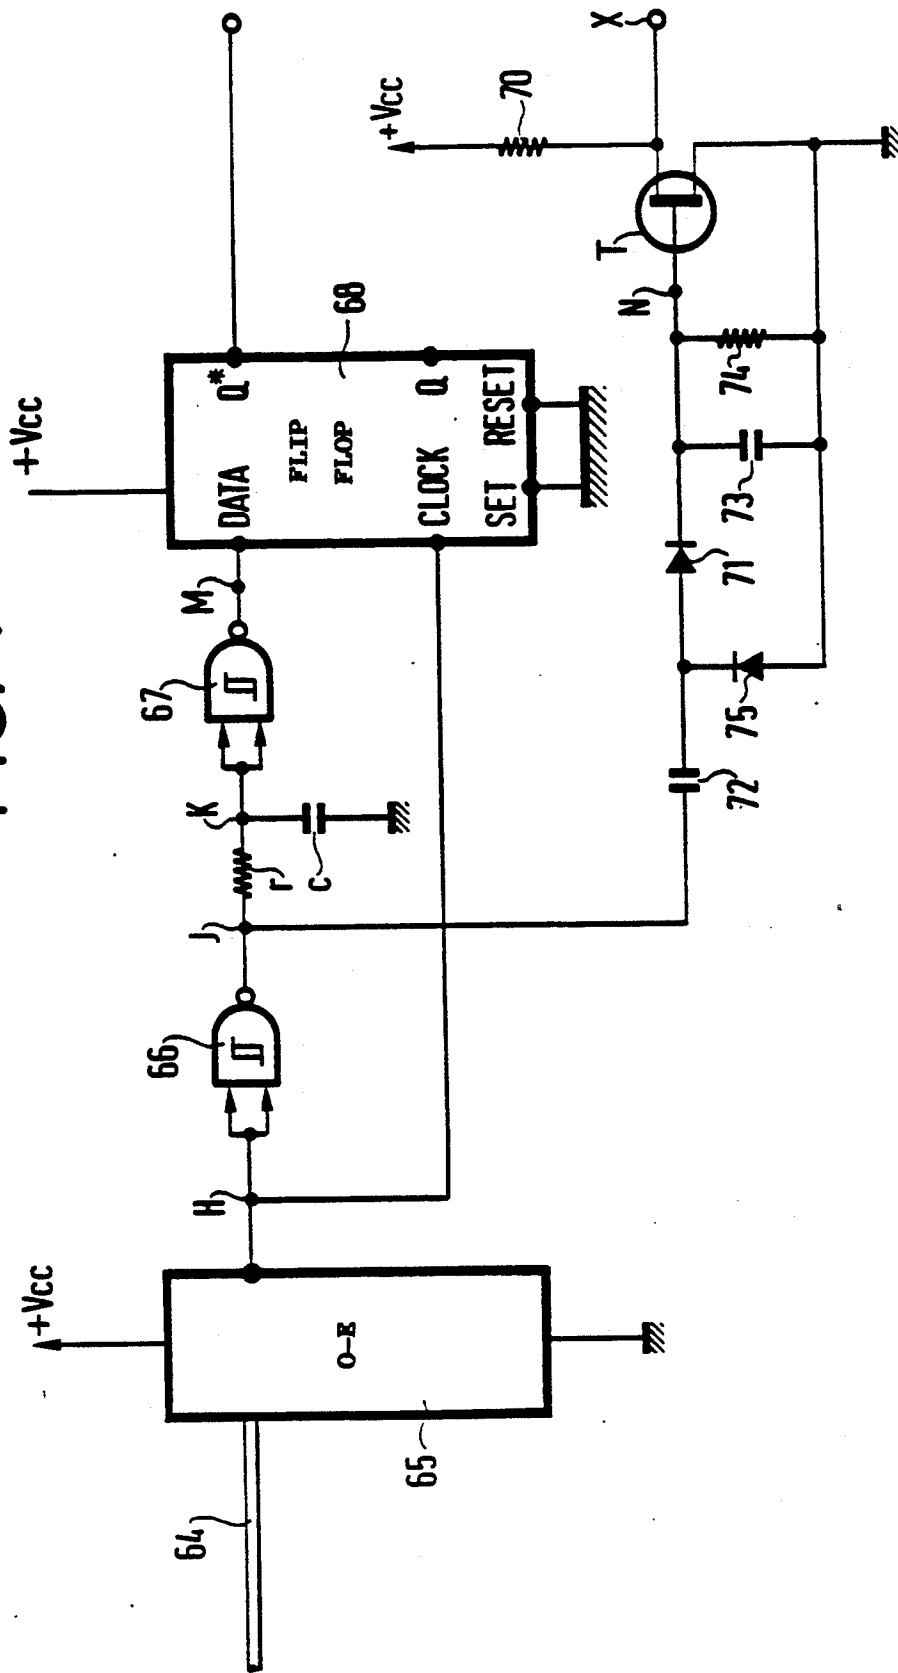 +Vcc
+Vcc
+Vcc
64
65
O-E
H
66
J
r
C
K
67
M
DATA
Q*
FLIP
FLOP
68
CLOCK
Q
SET
RESET
70
X
T
N
72
75
71
73
74